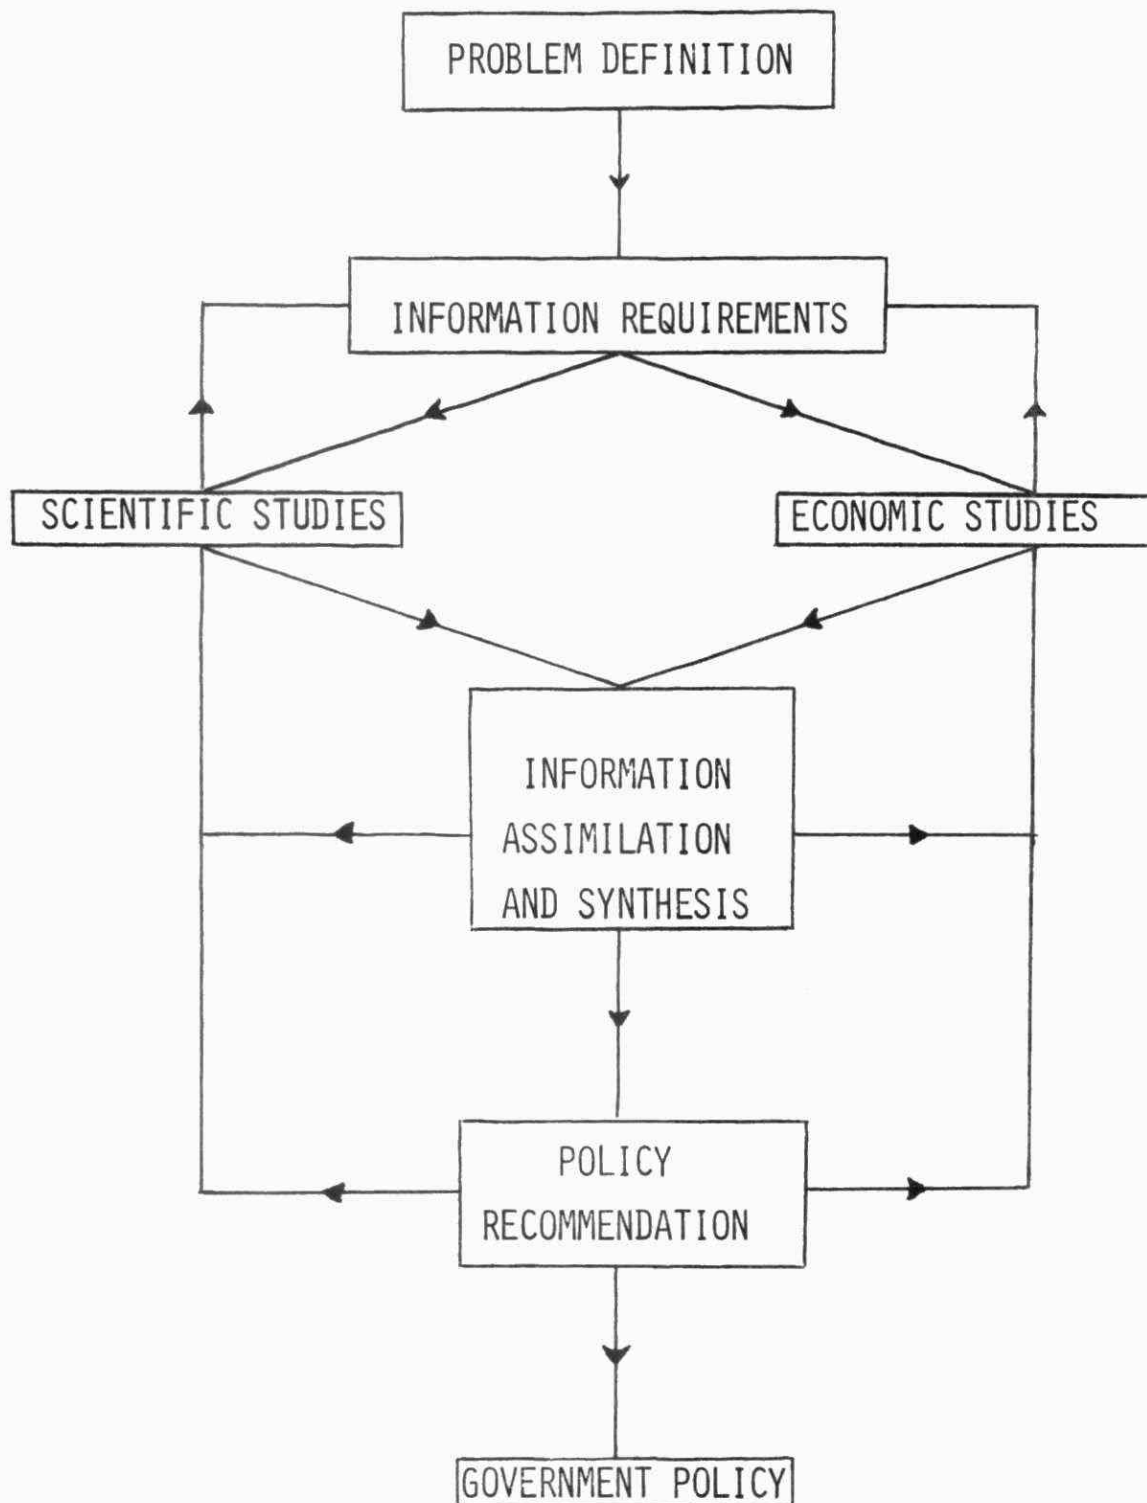 PROBLEM DEFINITION
INFORMATION REQUIREMENTS
SCIENTIFIC STUDIES
ECONOMIC STUDIES
INFORMATION
ASSIMILATION
AND SYNTHESIS
POLICY
RECOMMENDATION
GOVERNMENT POLICY